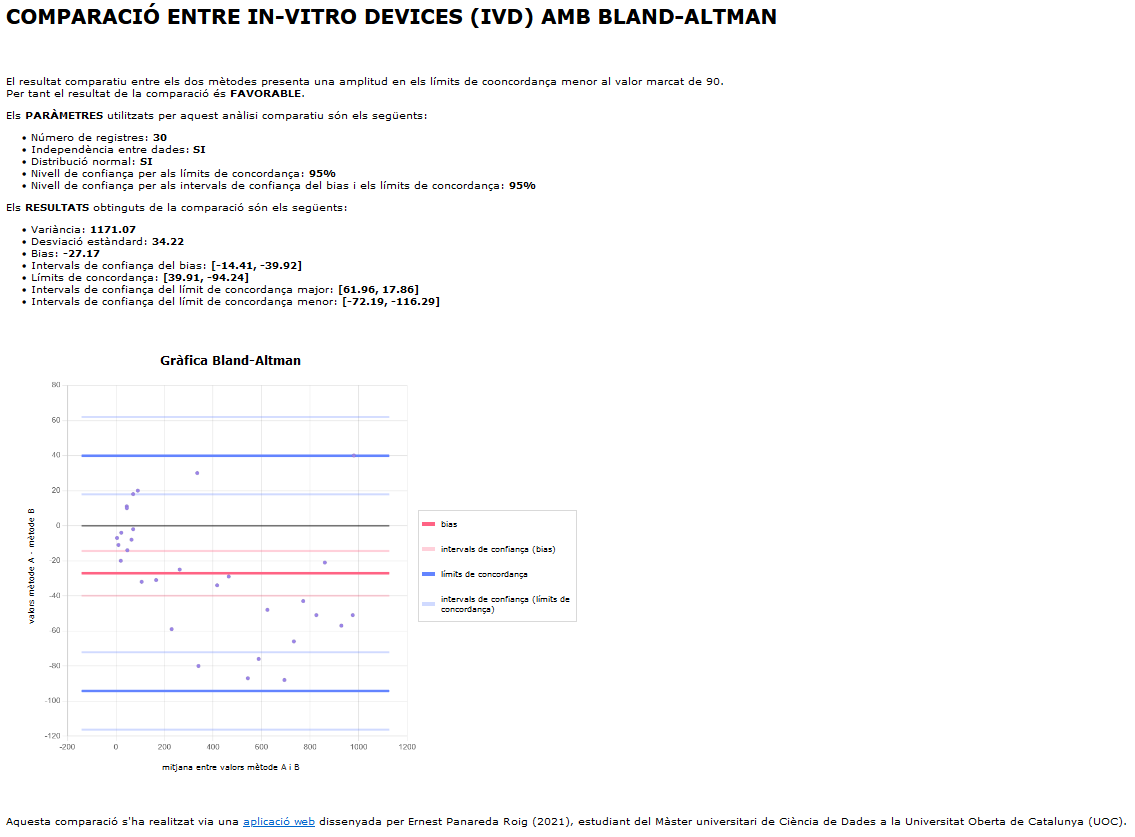 COMPARACIÓ ENTRE IN-VITRO DEVICES (IVD) AMB BLAND-ALTMAN
El resultat comparatiu entre els dos mètodes presenta una amplitud en els límits de cooncordança menor al valor marcat de 90.
Per tant el resultat de la comparació és FAVORABLE.
Els PARÀMETRES utilitzats per aquest anàlisi comparatiu són els següents:
• Número de registres: 30
• Independència entre dades: SI
• Distribució normal: SI
• Nivell de confiança per als límits de concordança: 95%
• Nivell de confiança per als intervals de confiança del bias i els límits de concordança: 95%
Els RESULTATS obtinguts de la comparació són els següents:
• Variància: 1171.07
• Desviació estàndard: 34.22
• Bias: -27.17
• Intervals de confiança del bias: [-14.41, -39.92]
• Límits de concordança: [39.91, -94.24]
• Intervals de confiança del límit de concordança major: [61.96, 17.86]
• Intervals de confiança del límit de concordança menor: [-72.19, -116.29]
Gràfica Bland-Altman
80
60
40
20
0
-20
-40
-60
-80
-100
-120
-200 0 200 400 600 800 1000 1200
valors mètode A - mètode B
mitjana entre valors mètode A i B
bias
intervals de confiança (bias)
límits de concordança
intervals de confiança (límits de
concordança)
Aquesta comparació s'ha realitzat via una aplicació web dissenyada per Ernest Panareda Roig (2021), estudiant del Màster universitari de Ciència de Dades a la Universitat Oberta de Catalunya (UOC).